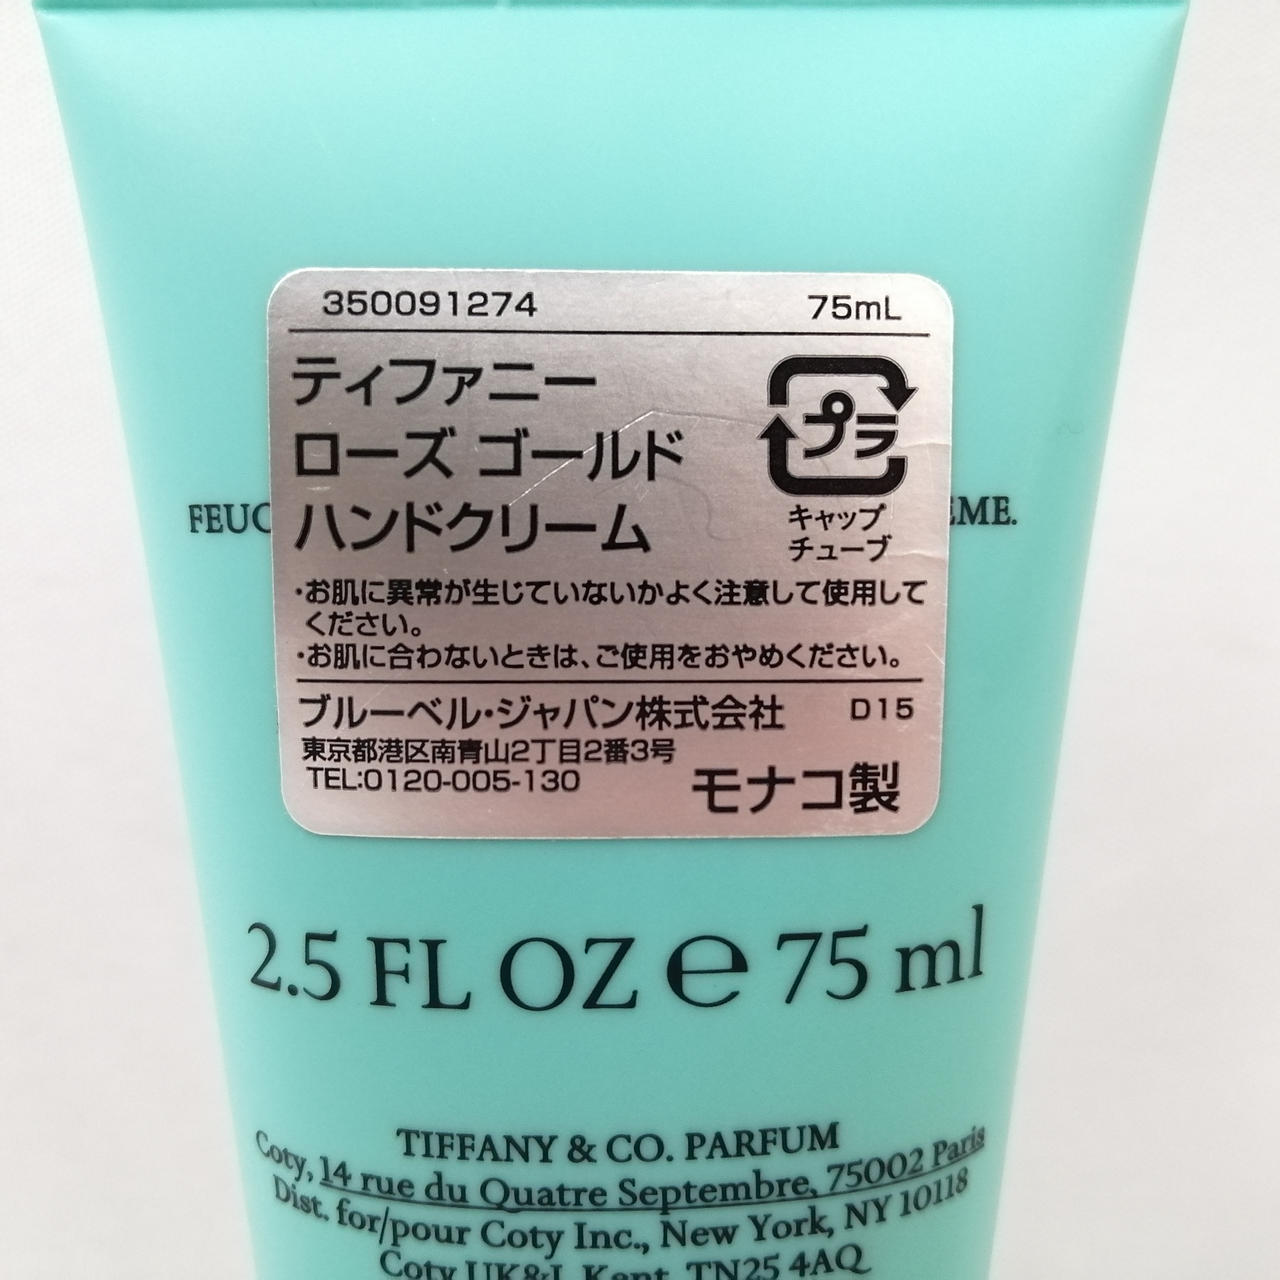 350091274 75mL
ティファニー
ローズ ゴールド
ハンドクリーム
プラ
キャップ
チューブ
・お肌に異常が生じていないかよく注意して使用して
ください。
・お肌に合わないときは、ご使用をおやめください。
ブルーベル・ジャパン株式会社 D15
東京都港区南青山2丁目2番3号
TEL:0120-005-130
モナコ製
2.5 FL OZ e 75 ml
TIFFANY & CO. PARFUM
Coty, 14 rue du Quatre Septembre, 75002 Paris
Dist. for/pour Coty Inc., New York, NY 10118
Coty UK&I, Kent, TN25 4AQ